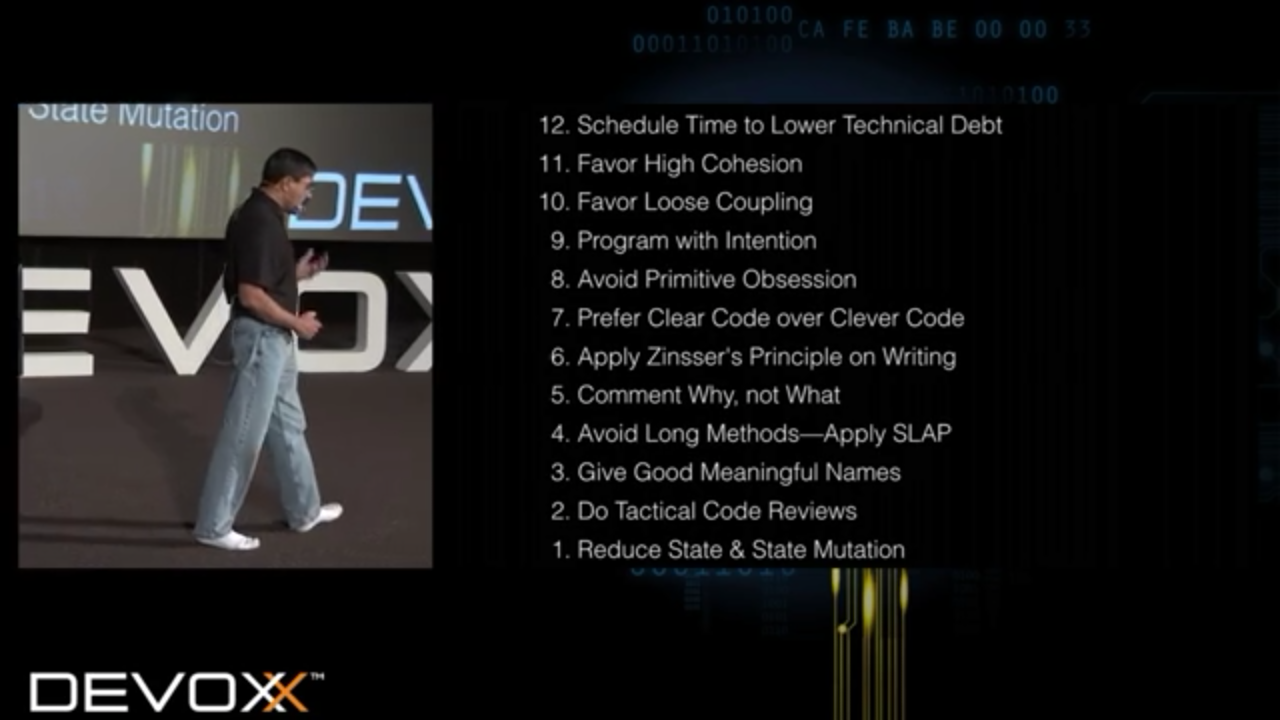 010100
00011010100
CA FE BA BE 00 00 33
1010100
State Mutation
DEV
EVOX
12. Schedule Time to Lower Technical Debt
11. Favor High Cohesion
10. Favor Loose Coupling
9. Program with Intention
8. Avoid Primitive Obsession
7. Prefer Clear Code over Clever Code
6. Apply Zinsser's Principle on Writing
5. Comment Why, not What
4. Avoid Long Methods—Apply SLAP
3. Give Good Meaningful Names
2. Do Tactical Code Reviews
1. Reduce State & State Mutation
DEVOXX™